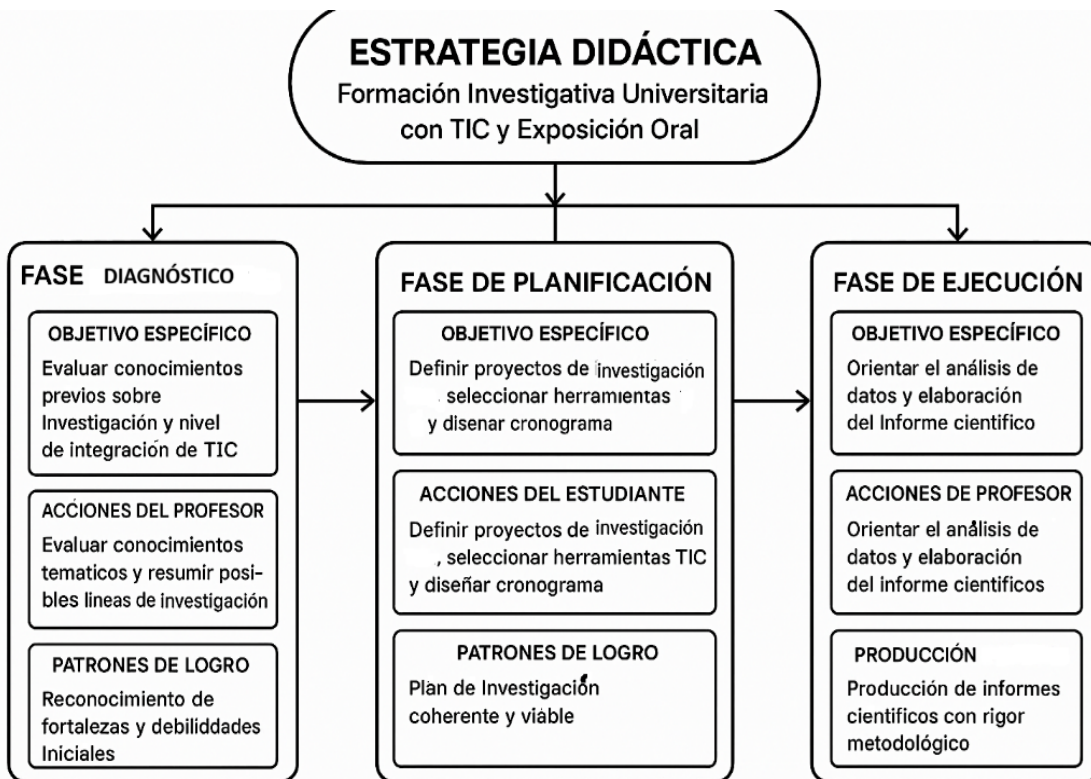 ESTRATEGIA DIDÁCTICA
Formación Investigativa Universitaria
con TIC y Exposición Oral
FASE DIAGNÓSTICO
OBJETIVO ESPECÍFICO
Evaluar conocimientos
previos sobre
Investigación y nivel
de integración de TIC
ACCIONES DEL PROFESOR
Evaluar conocimientos
tematicos y resumir posi-
bles lineas de investigación
PATRONES DE LOGRO
Reconocimiento de
fortalezas y debiliddades
Iniciales
FASE DE PLANIFICACIÓN
OBJETIVO ESPECÍFICO
Definir proyectos de investigación
, seleccionar herramientas
y disenar cronograma
ACCIONES DEL ESTUDIANTE
Definir proyectos de investigación
, seleccionar herramientas TIC
y diseñar cronograma
PATRONES DE LOGRO
Plan de Investigación
coherente y viable
FASE DE EJECUCIÓN
OBJETIVO ESPECÍFICO
Orientar el análisis de
datos y elaboración
del Informe cientifico
ACCIONES DE PROFESOR
Orientar el análisis de
datos y elaboración
del informe cientificos
PRODUCCIÓN
Producción de informes
cientificos con rigor
metodológico